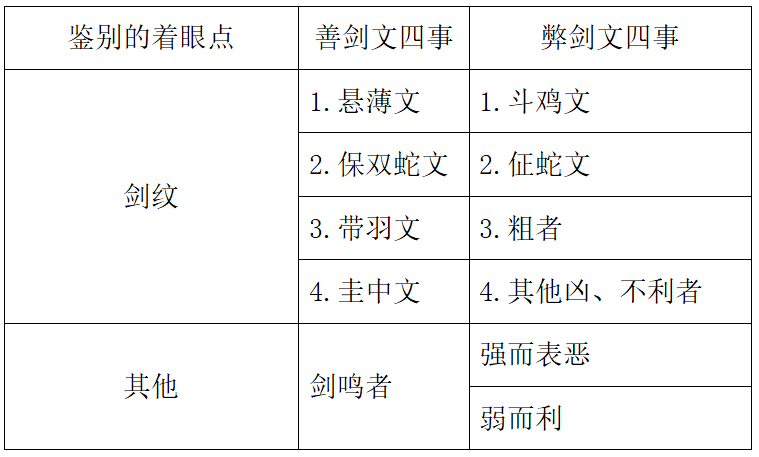 鉴别的着眼点 善剑文四事 弊剑文四事
剑纹 1.悬薄文 1.斗鸡文
2.保双蛇文 2.征蛇文
3.带羽文 3.粗者
4.圭中文 4.其他凶、不利者
其他 剑鸣者 强而表恶
弱而利